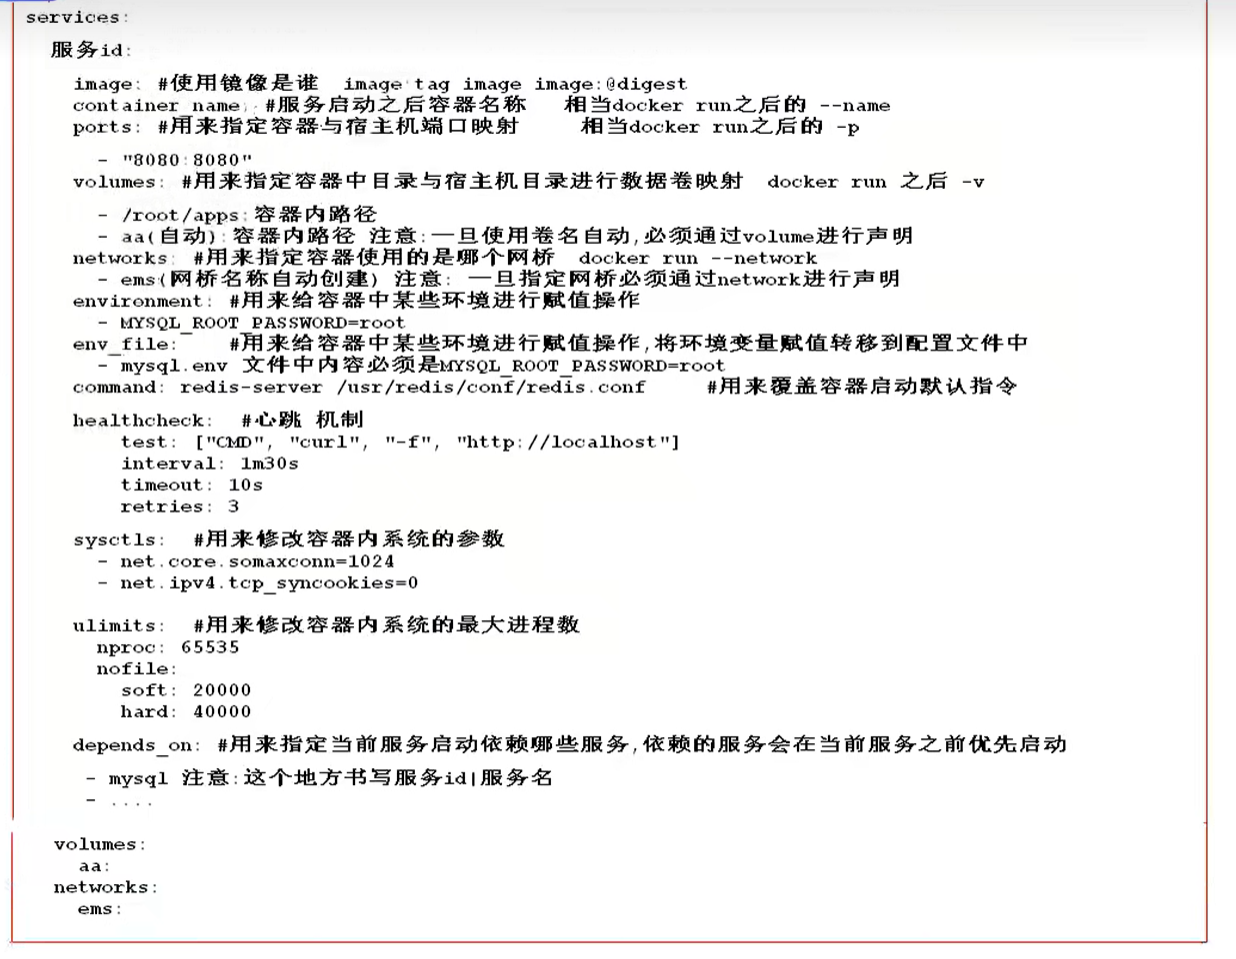 services:
服务id:
image: #使用镜像是谁 image:tag image image:@digest
container_name: #服务启动之后容器名称 相当docker run之后的 --name
ports: #用来指定容器与宿主机端口映射 相当docker run之后的 -p
- "8080:8080"
volumes: #用来指定容器中目录与宿主机目录进行数据卷映射 docker run 之后 -v
- /root/apps:容器内路径
- aa(自动):容器内路径 注意:一旦使用卷名自动,必须通过volume进行声明
networks: #用来指定容器使用的是哪个网桥 docker run --network
- ems(网桥名称自动创建) 注意: 一旦指定网桥必须通过network进行声明
environment: #用来给容器中某些环境进行赋值操作
- MYSQL_ROOT_PASSWORD=root
env_file: #用来给容器中某些环境进行赋值操作,将环境变量赋值转移到配置文件中
- mysql.env 文件中内容必须是MYSQL_ROOT_PASSWORD=root
command: redis-server /usr/redis/conf/redis.conf #用来覆盖容器启动默认指令
healthcheck: #心跳 机制
test: ["CMD", "curl", "-f", "http://localhost"]
interval: 1m30s
timeout: 10s
retries: 3
sysctls: #用来修改容器内系统的参数
- net.core.somaxconn=1024
- net.ipv4.tcp_syncookies=0
ulimits: #用来修改容器内系统的最大进程数
nproc: 65535
nofile:
soft: 20000
hard: 40000
depends_on: #用来指定当前服务启动依赖哪些服务,依赖的服务会在当前服务之前优先启动
- mysql 注意:这个地方书写服务id|服务名
- ....
volumes:
aa:
networks:
ems: